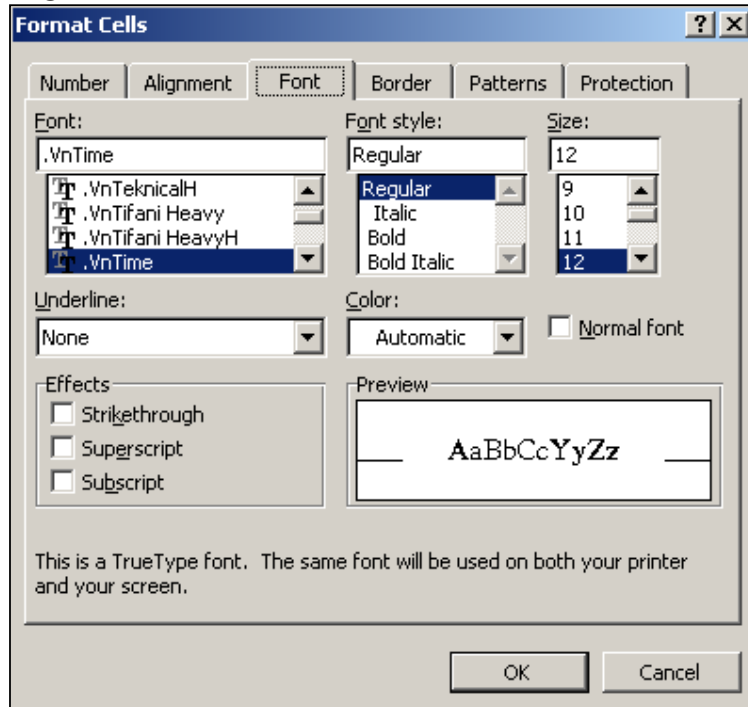 Format Cells
Number Alignment Font Border Patterns Protection
Font: Font style: Size:
.VnTime Regular 12
.VnTeknicalH Regular 9
.VnTifani Heavy Italic 10
.VnTifani HeavyH Bold 11
.VnTime Bold Italic 12
Underline: Color:
None Automatic Normal font
Effects Preview
Strikethrough
Superscript AaBbCcYyZz
Subscript
This is a TrueType font. The same font will be used on both your printer
and your screen.
OK Cancel